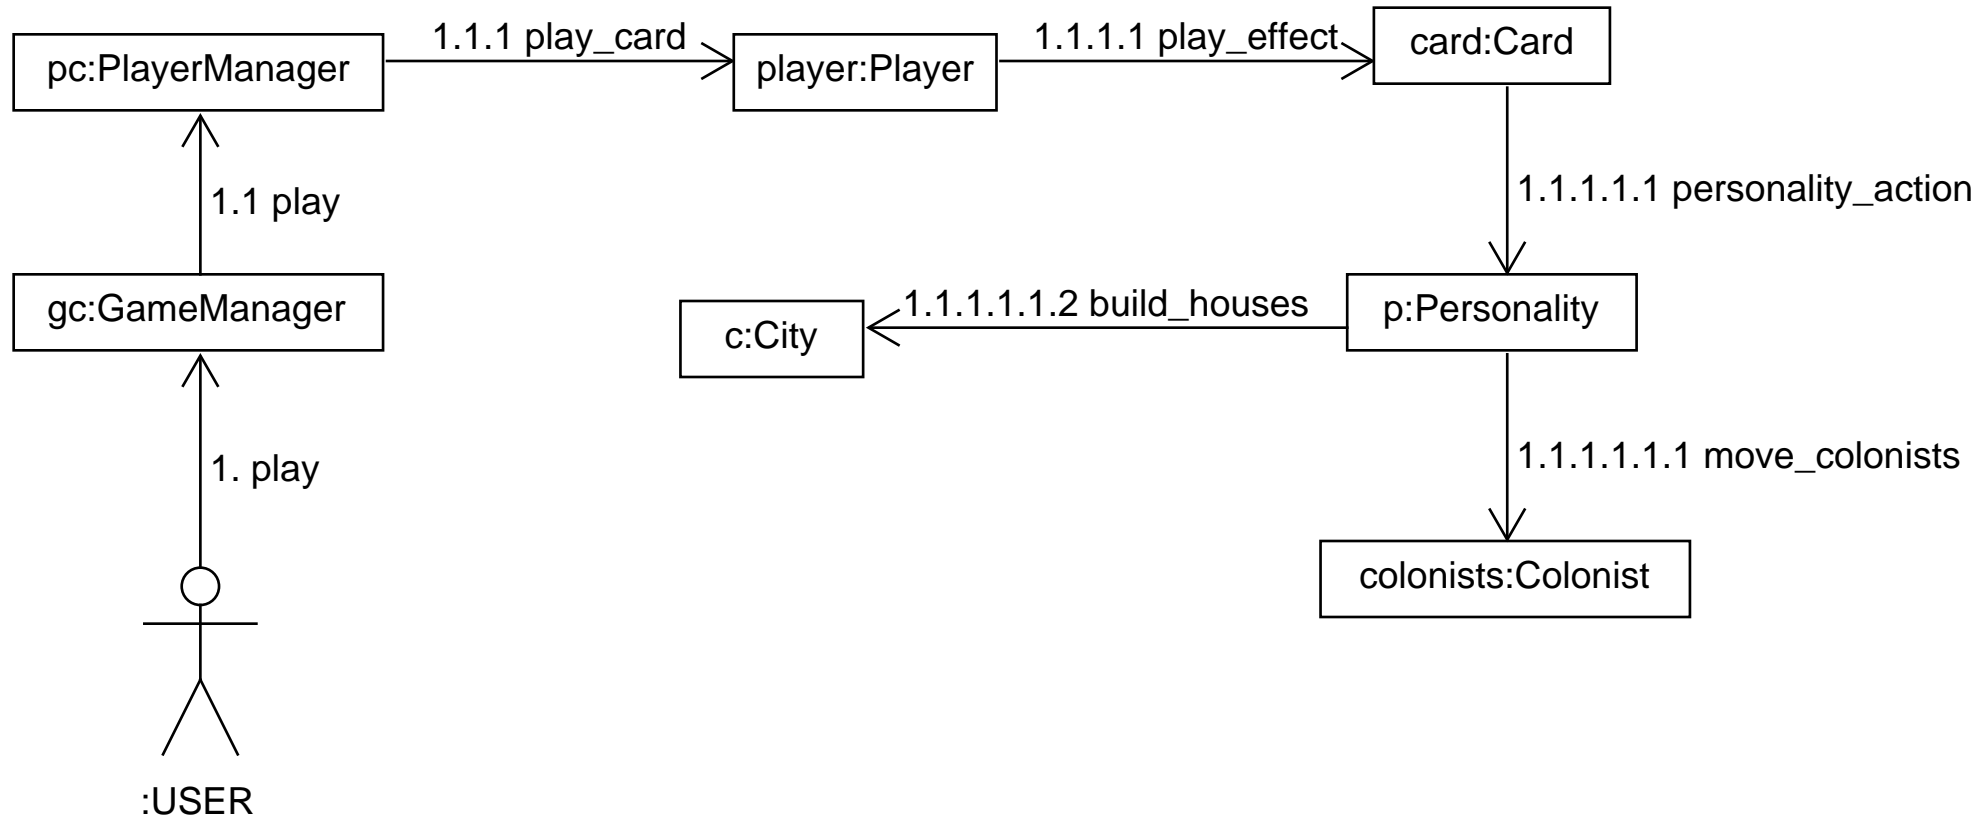 1.1.1 play_card
1.1.1.1 play_effect
card:Card
pc:PlayerManager
player:Player
1.1 play
1.1.1.1.1 personality_action
gc:GameManager
1.1.1.1.1.2 build_houses
p:Personality
c:City
1. play
1.1.1.1.1.1 move_colonists
colonists:Colonist
:USER